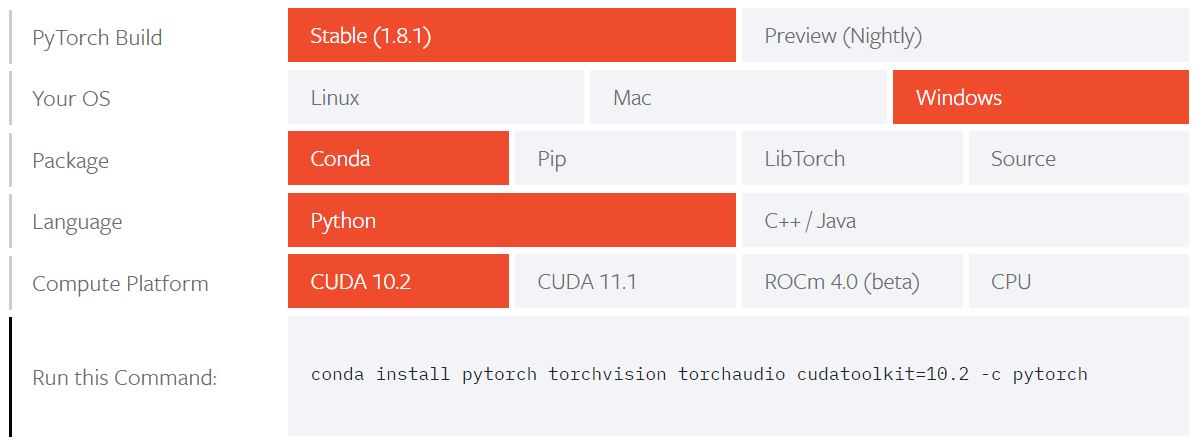 PyTorch Build Stable (1.8.1) Preview (Nightly)
Your OS Linux Mac Windows
Package Conda Pip LibTorch Source
Language Python C++ / Java
Compute Platform CUDA 10.2 CUDA 11.1 ROCm 4.0 (beta) CPU
Run this Command: conda install pytorch torchvision torchaudio cudatoolkit=10.2 -c pytorch